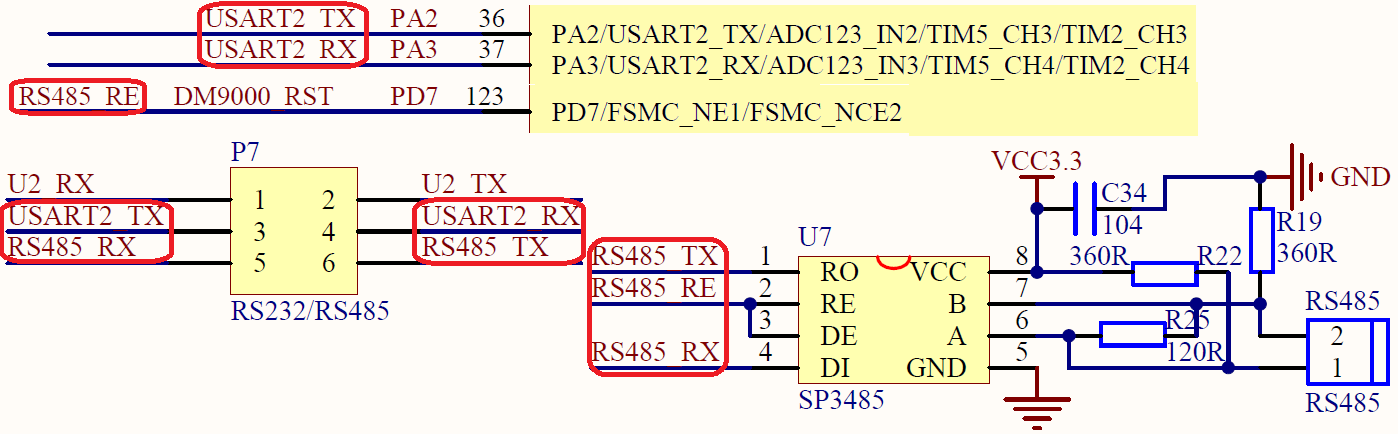 USART2_TX PA2 36 PA2/USART2_TX/ADC123_IN2/TIM5_CH3/TIM2_CH3
USART2_RX PA3 37 PA3/USART2_RX/ADC123_IN3/TIM5_CH4/TIM2_CH4
RS485_RE DM9000_RST PD7 123 PD7/FSMC_NE1/FSMC_NCE2
P7
U2_RX 1 2 U2_TX
USART2_TX 3 4 USART2_RX
RS485_RX 5 6 RS485_TX
RS232/RS485
VCC3.3
GND
C34
104
R19
360R
U7
360R R22
RS485_TX 1 RO VCC 8
RS485_RE 2 RE B 7
3 DE A 6
RS485_RX 4 DI GND 5
SP3485
R25
120R
RS485
2
1
RS485